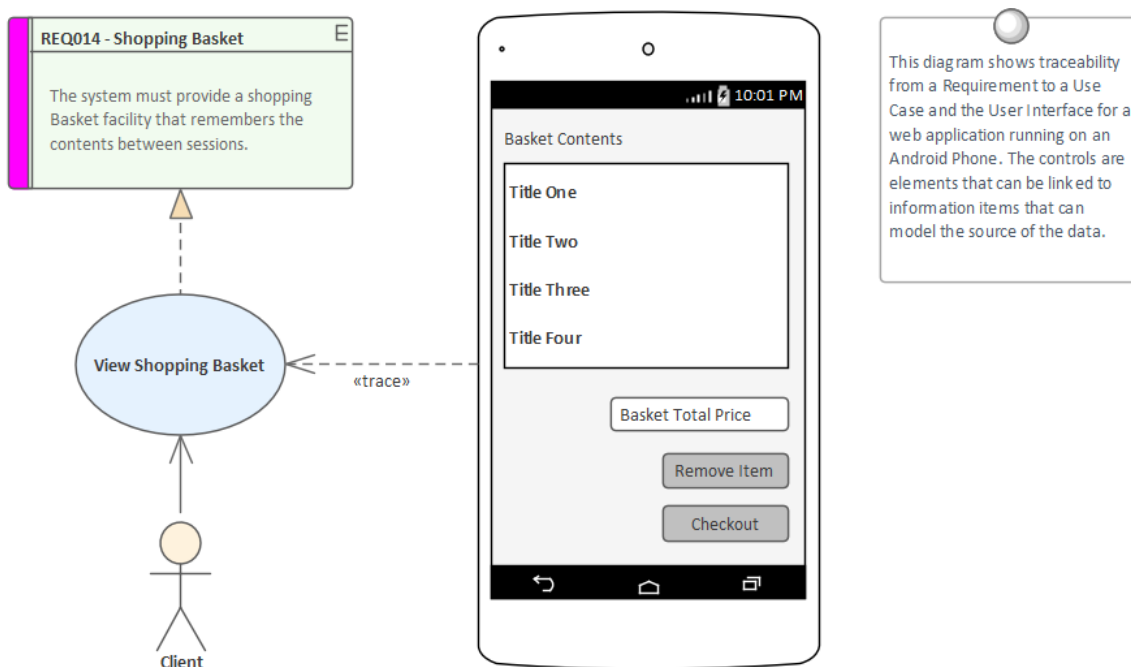 REQ014 - Shopping Basket
E
The system must provide a shopping
Basket facility that remembers the
contents between sessions.
View Shopping Basket
«trace»
Client
10:01 PM
Basket Contents
Title One
Title Two
Title Three
Title Four
Basket Total Price
Remove Item
Checkout
This diagram shows traceability
from a Requirement to a Use
Case and the User Interface for a
web application running on an
Android Phone. The controls are
elements that can be linked to
information items that can
model the source of the data.